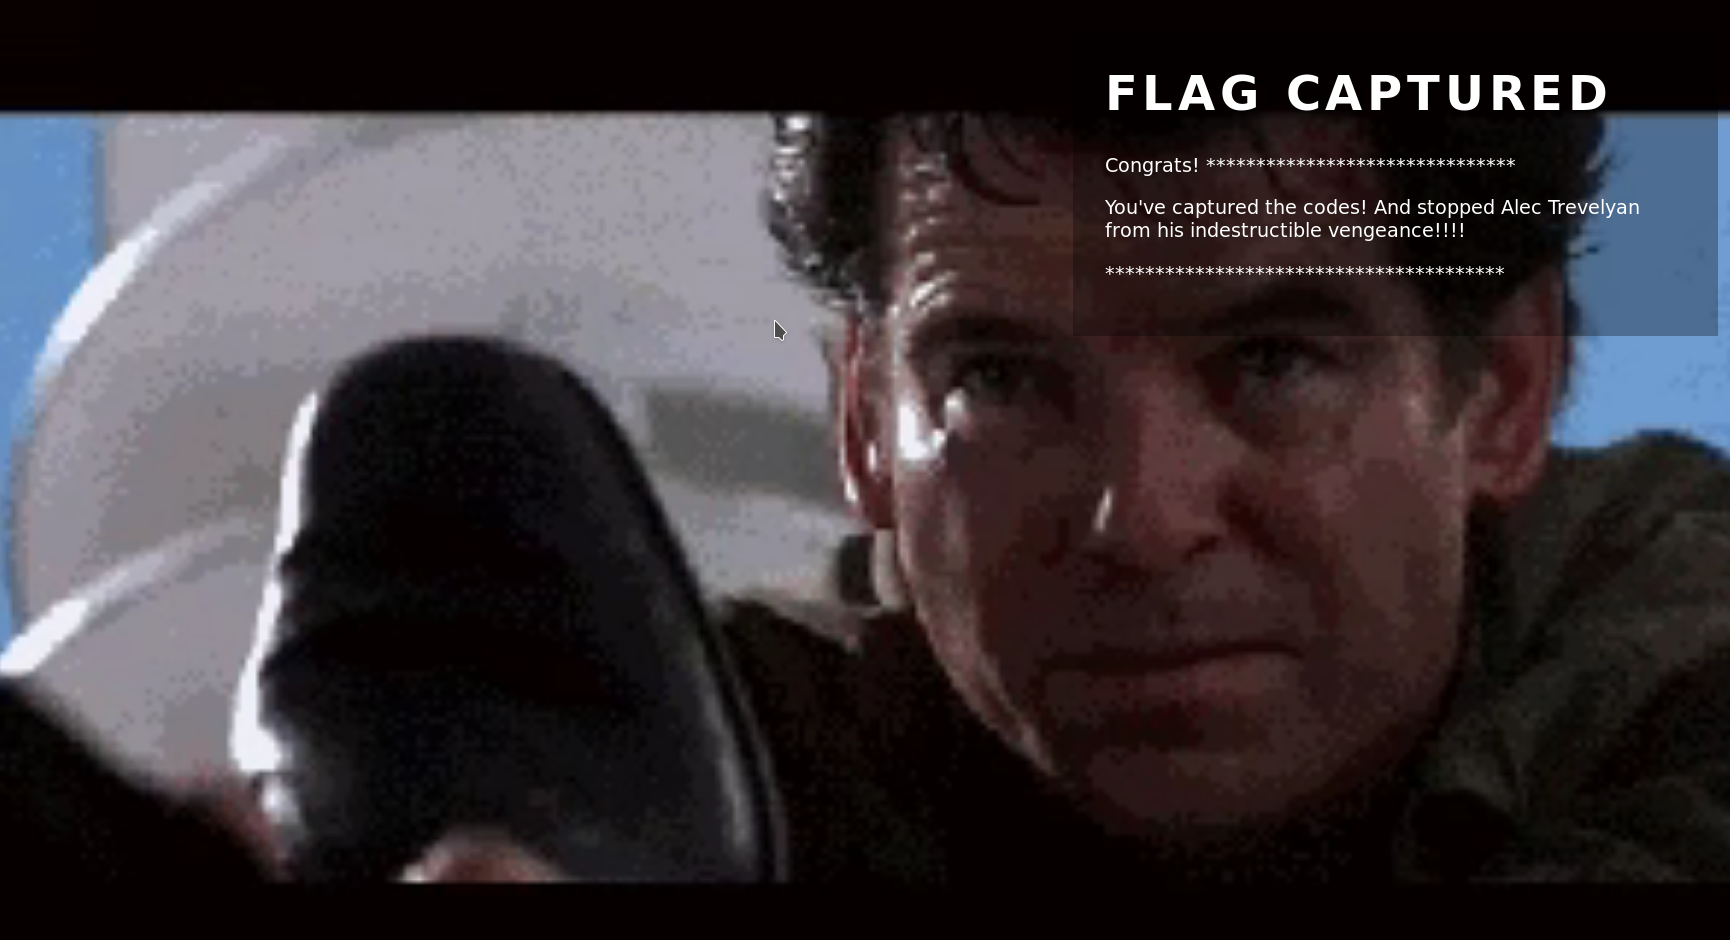 FLAG CAPTURED
Congrats! *******************************
You've captured the codes! And stopped Alec Trevelyan
from his indestructible vengeance!!!!
****************************************